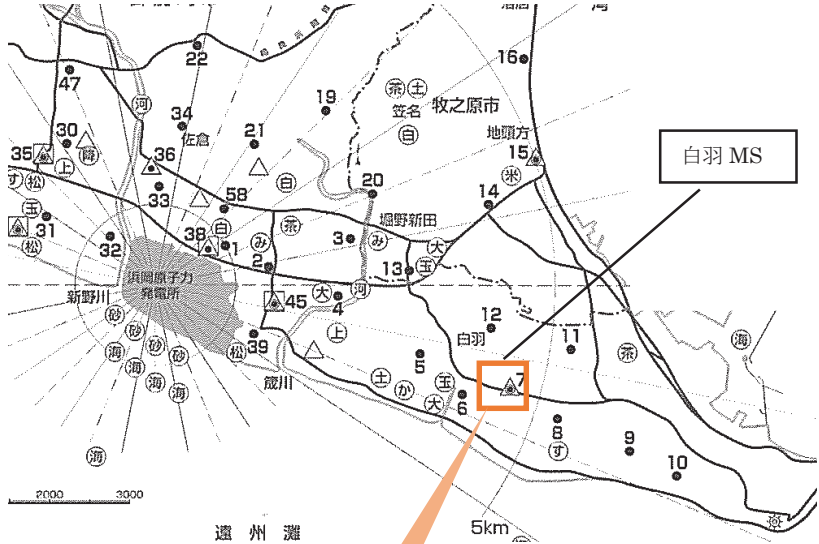 22
16
47
河
19
茶 土
笠名
牧之原市
白
34
佐倉
21
地頭方
15
白羽 MS
30
降
35
上
36
米
す 松
33
白
20
14
58
堀野新田
玉
31
松
32
白
38
1
茶
み
2
3
み
大
玉
13
浜岡原子力
発電所
新野川
45
大
4
河
上
12
白羽
11
海
茶
砂
砂
砂
砂
海
海
海
海
39
松
筬川
5
土
か
玉
大
6
7
8
す
9
10
海
2000
3000
遠 州 灘
5km